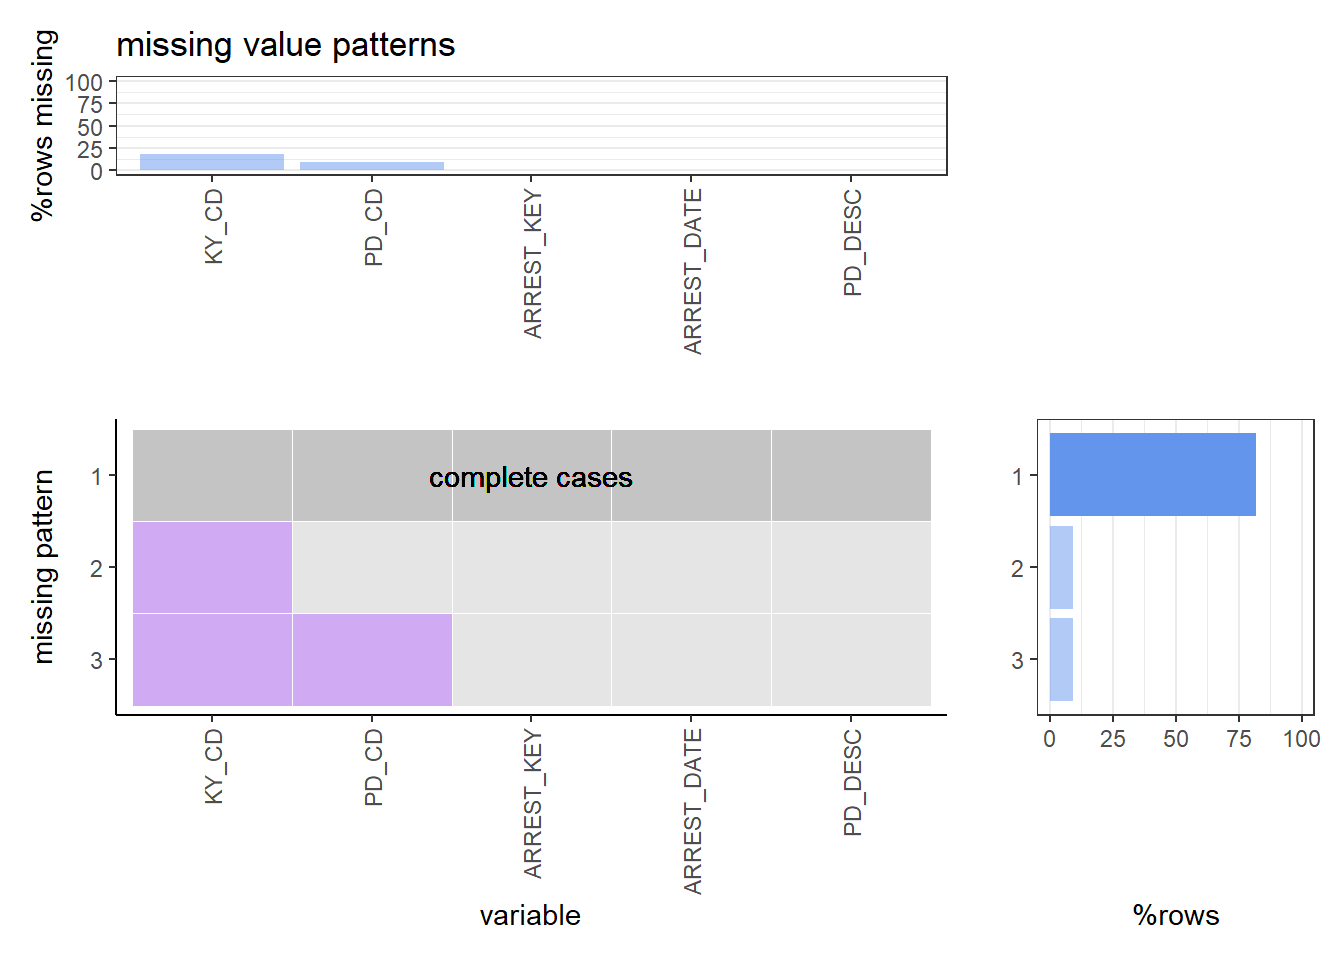 missing value patterns
%rows missing
100
75
50
25
0
KY_CD
PD_CD
ARREST_KEY
ARREST_DATE
PD_DESC
missing pattern
1
2
3
complete cases
KY_CD
PD_CD
ARREST_KEY
ARREST_DATE
PD_DESC
variable
1
2
3
0 25 50 75 100
%rows